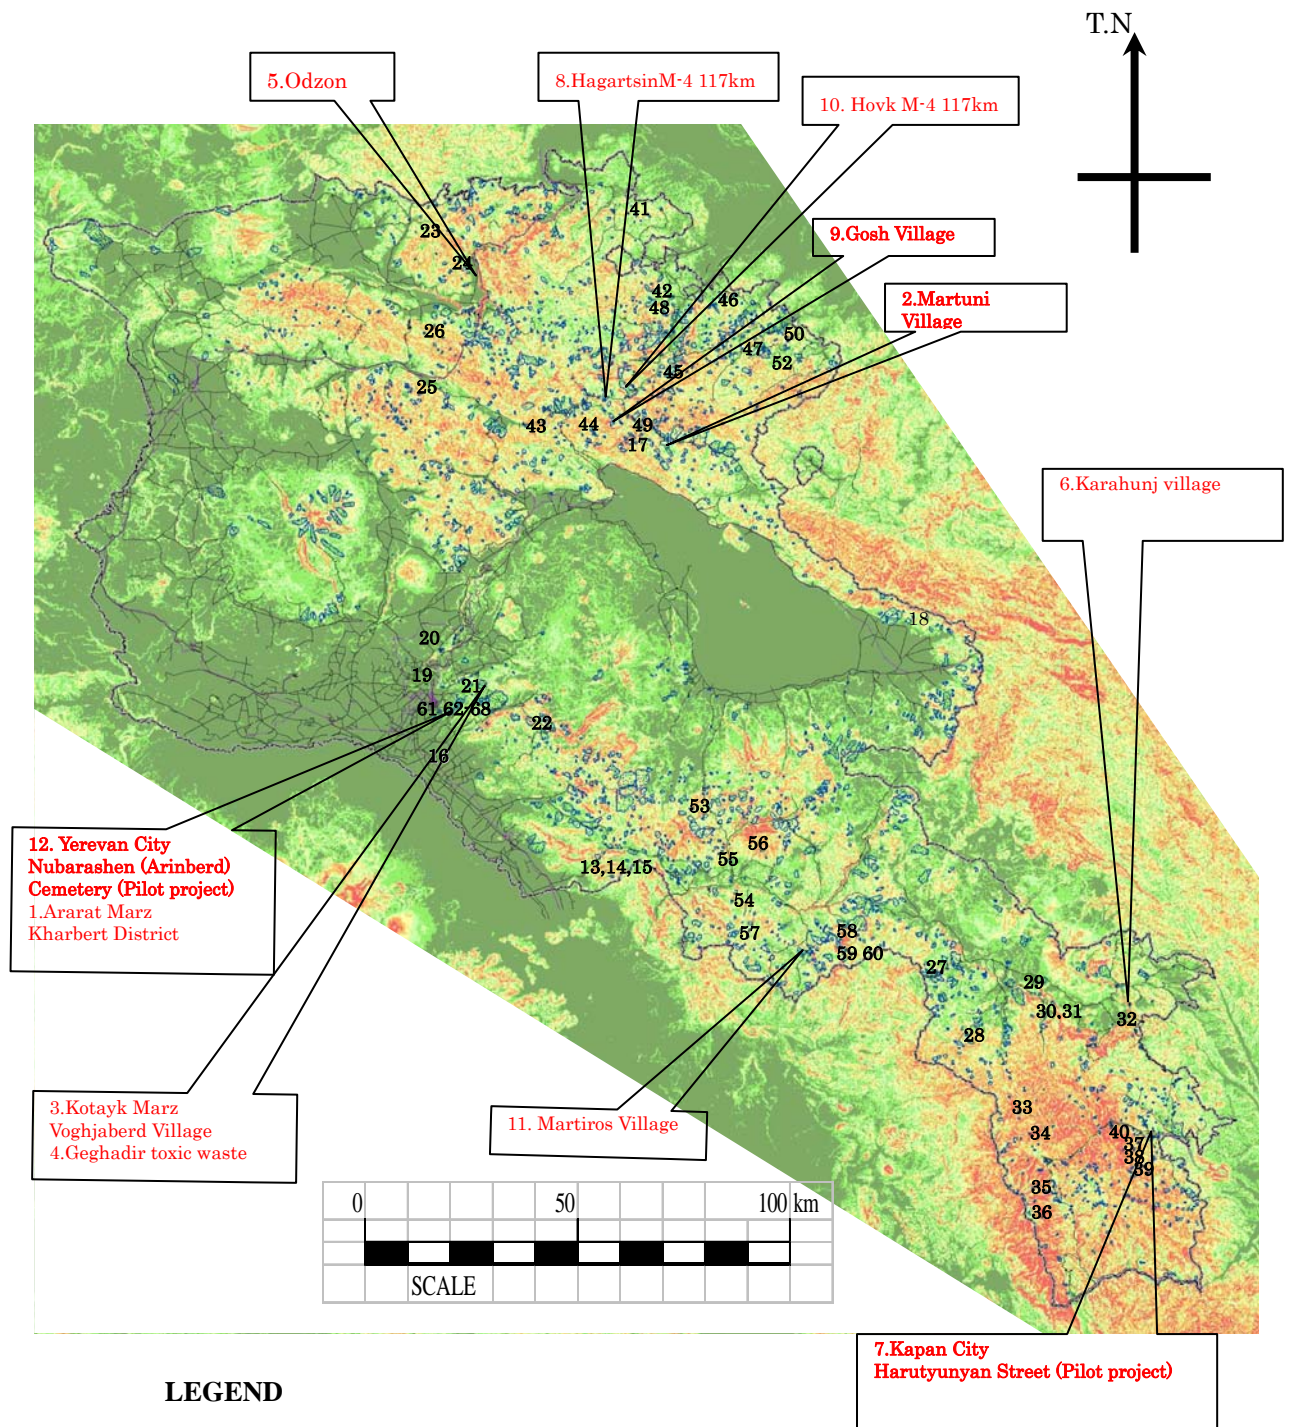 T.N
5.Odzon
8.HagartsinM-4 117km
10. Hovk M-4 117km
9.Gosh Village
2.Martuni
Village
41
23
24
42
48
46
26
50
47
52
45
25
43
44
49
17
6.Karahunj village
18
20
19
21
61 62-68
22
16
53
56
55
13,14,15
54
57
58
59 60
27
29
30,31
32
28
12. Yerevan City
Nubarashen (Arinberd)
Cemetery (Pilot project)
1.Ararat Marz
Kharbert District
33
34
40
37
38
39
35
36
3.Kotayk Marz
Voghjaberd Village
4.Geghadir toxic waste
11. Martiros Village
0 50 100 km
SCALE
7.Kapan City
Harutyunyan Street (Pilot project)
LEGEND